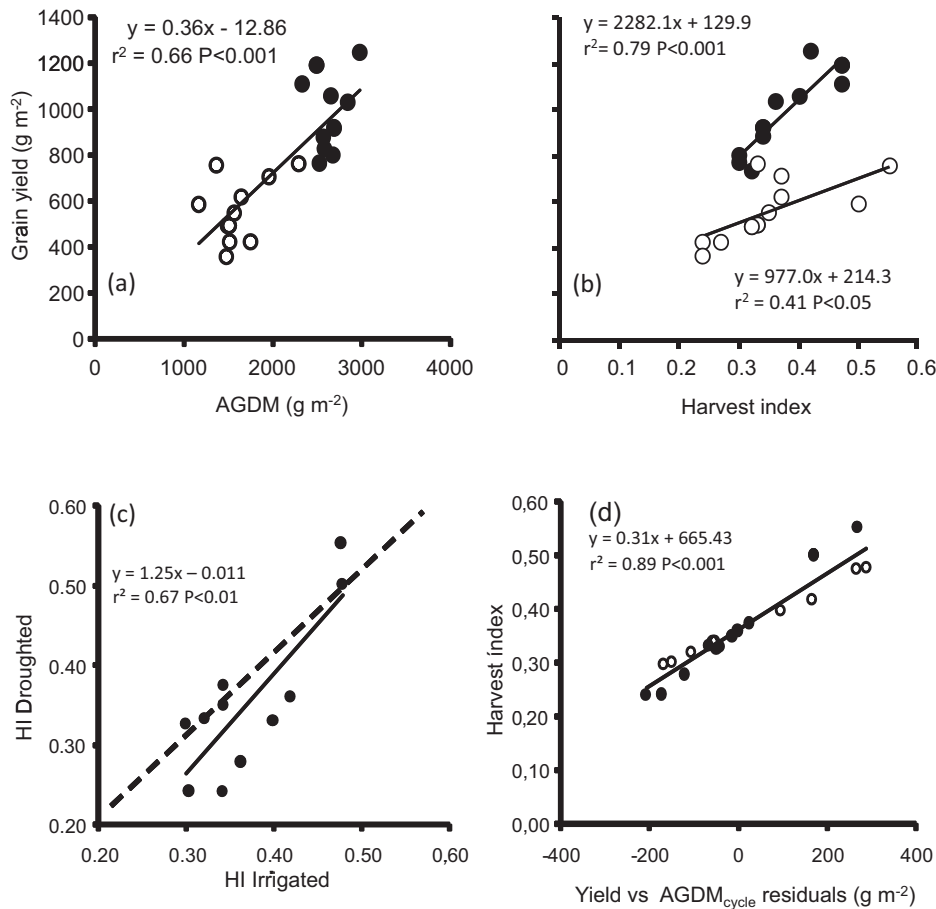 y = 0.36x - 12.86
r² = 0.66 P<0.001
1400
1200
1000
800
600
400
200
0
Grain yield (g m⁻²)
(a)
0
1000
2000
3000
4000
AGDM (g m⁻²)
y = 2282.1x + 129.9
r²= 0.79 P<0.001
y = 977.0x + 214.3
r² = 0.41 P<0.05
(b)
0
0.1
0.2
0.3
0.4
0.5
0.6
Harvest index
(c)
y = 1.25x – 0.011
r² = 0.67 P<0.01
0.60
0.50
0.40
0.30
0.20
HI Droughted
0.20
0.30
0.40
0.50
0,60
HI Irrigated
(d)
y = 0.31x + 665.43
r² = 0.89 P<0.001
0,60
0,50
0,40
0,30
0,20
0,00
Harvest index
-400
-200
0
200
400
Yield vs AGDMcycle residuals (g m⁻²)